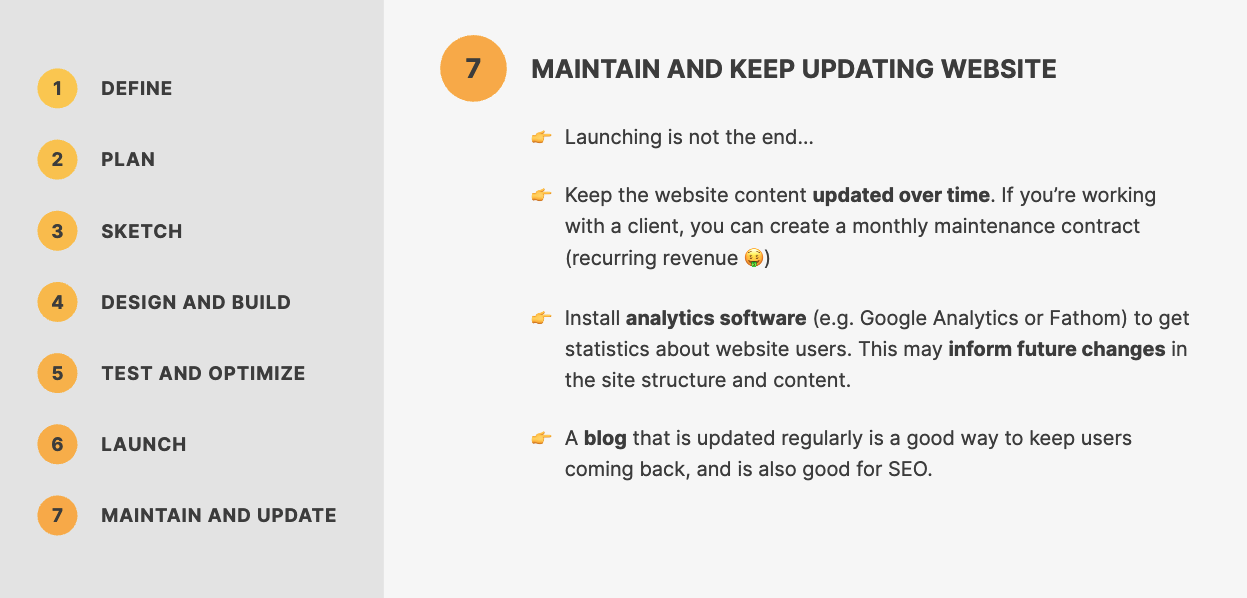 1 DEFINE
2 PLAN
3 SKETCH
4 DESIGN AND BUILD
5 TEST AND OPTIMIZE
6 LAUNCH
7 MAINTAIN AND UPDATE
7 MAINTAIN AND KEEP UPDATING WEBSITE
👉 Launching is not the end...
👉 Keep the website content updated over time. If you’re working
with a client, you can create a monthly maintenance contract
(recurring revenue 🤑)
👉 Install analytics software (e.g. Google Analytics or Fathom) to get
statistics about website users. This may inform future changes in
the site structure and content.
👉 A blog that is updated regularly is a good way to keep users
coming back, and is also good for SEO.